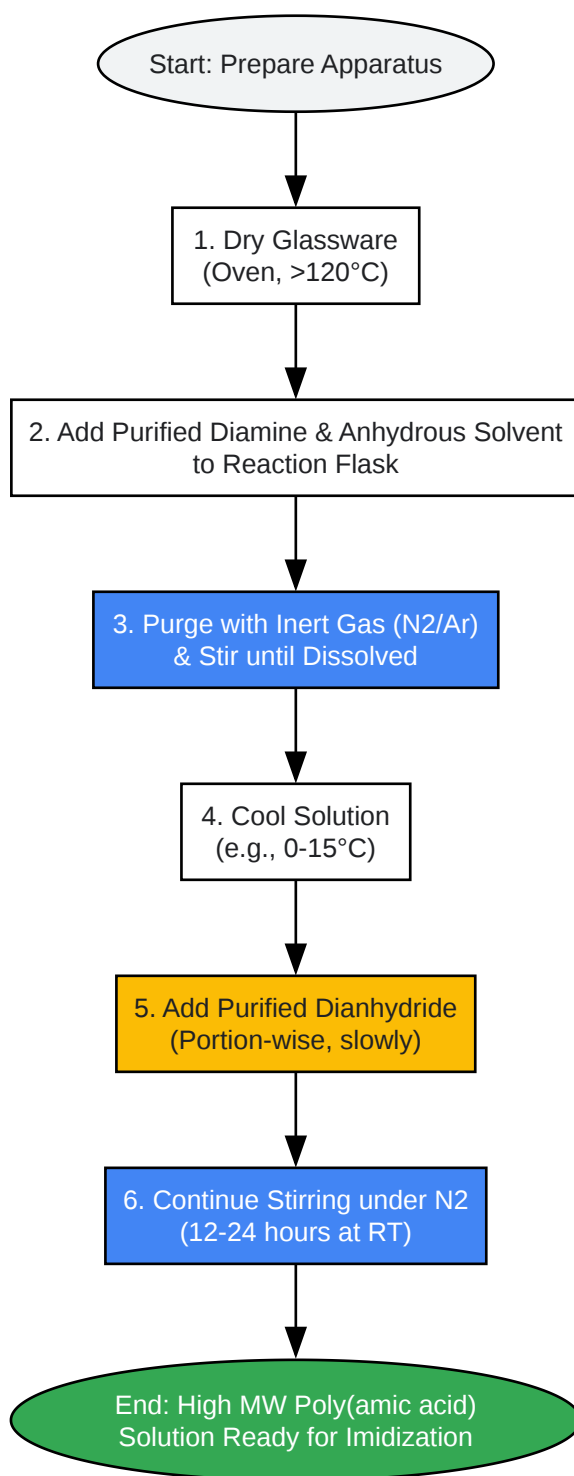 Start: Prepare Apparatus
1. Dry Glassware
(Oven, >120°C)
2. Add Purified Diamine & Anhydrous Solvent
to Reaction Flask
3. Purge with Inert Gas (N2/Ar)
& Stir until Dissolved
4. Cool Solution
(e.g., 0-15°C)
5. Add Purified Dianhydride
(Portion-wise, slowly)
6. Continue Stirring under N2
(12-24 hours at RT)
End: High MW Poly(amic acid)
Solution Ready for Imidization